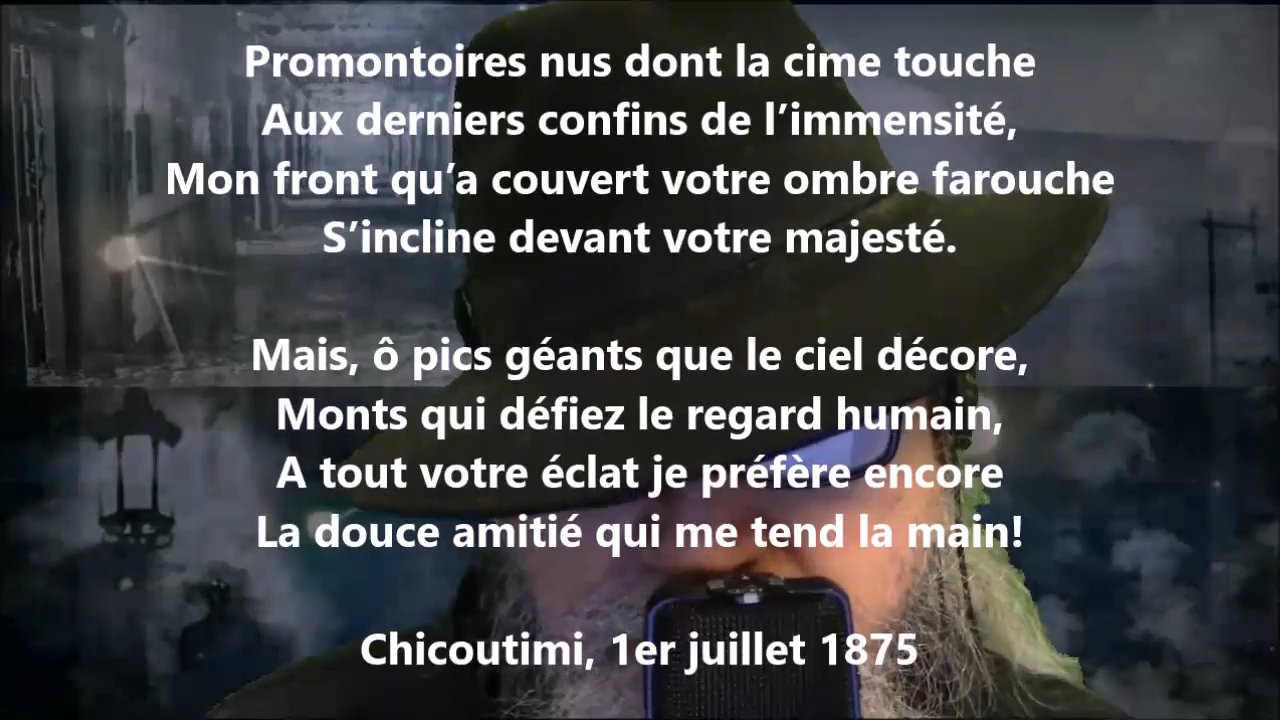 Promontoires nus dont la cime touche
Aux derniers confins de l’immensité,
Mon front qu’a couvert votre ombre farouche
S’incline devant votre majesté.
Mais, ô pics géants que le ciel décore,
Monts qui défiez le regard humain,
A tout votre éclat je préfère encore
La douce amitié qui me tend la main!
Chicoutimi, 1er juillet 1875